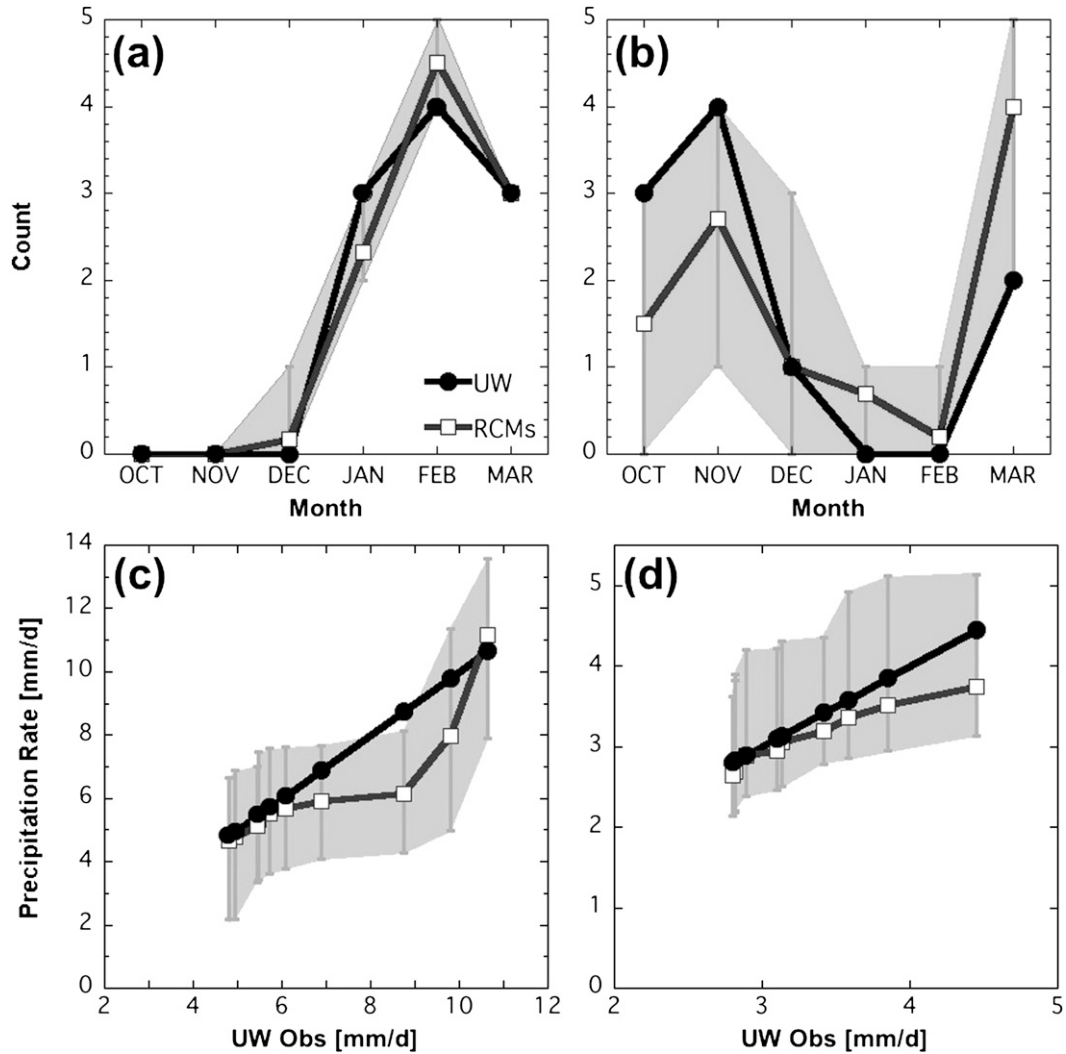 (a)
(b)
Count
5
4
3
2
1
0
5
4
3
2
1
0
UW
RCMs
OCT NOV DEC JAN FEB MAR
Month
OCT NOV DEC JAN FEB MAR
Month
(c)
(d)
Precipitation Rate [mm/d]
14
12
10
8
6
4
2
0
5
4
3
2
1
0
2 4 6 8 10 12
UW Obs [mm/d]
2 3 4 5
UW Obs [mm/d]